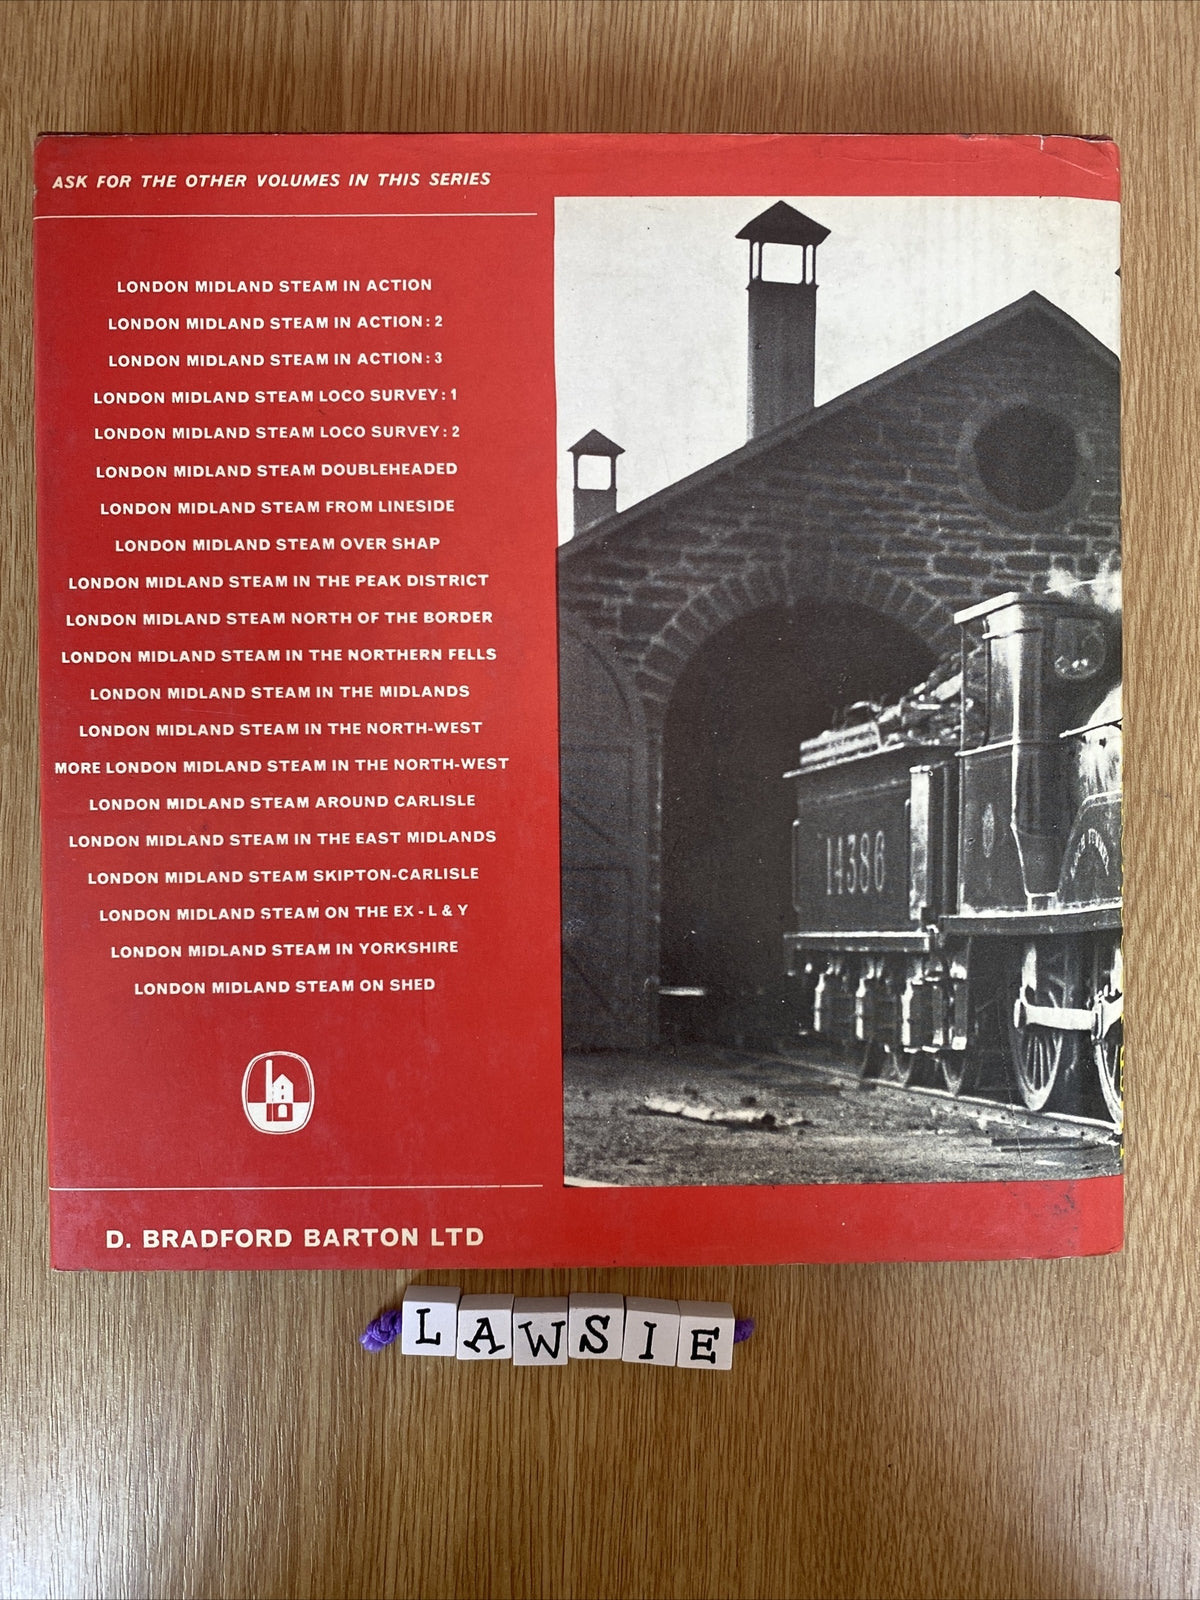 ASK FOR THE OTHER VOLUMES IN THIS SERIES
LONDON MIDLAND STEAM IN ACTION
LONDON MIDLAND STEAM IN ACTION : 2
LONDON MIDLAND STEAM IN ACTION : 3
LONDON MIDLAND STEAM LOCO SURVEY : 1
LONDON MIDLAND STEAM LOCO SURVEY : 2
LONDON MIDLAND STEAM DOUBLEHEADED
LONDON MIDLAND STEAM FROM LINESIDE
LONDON MIDLAND STEAM OVER SHAP
LONDON MIDLAND STEAM IN THE PEAK DISTRICT
LONDON MIDLAND STEAM NORTH OF THE BORDER
LONDON MIDLAND STEAM IN THE NORTHERN FELLS
LONDON MIDLAND STEAM IN THE MIDLANDS
LONDON MIDLAND STEAM IN THE NORTH-WEST
MORE LONDON MIDLAND STEAM IN THE NORTH-WEST
LONDON MIDLAND STEAM AROUND CARLISLE
LONDON MIDLAND STEAM IN THE EAST MIDLANDS
LONDON MIDLAND STEAM SKIPTON-CARLISLE
LONDON MIDLAND STEAM ON THE EX - L & Y
LONDON MIDLAND STEAM IN YORKSHIRE
LONDON MIDLAND STEAM ON SHED
D. BRADFORD BARTON LTD
14386
LAWSIE